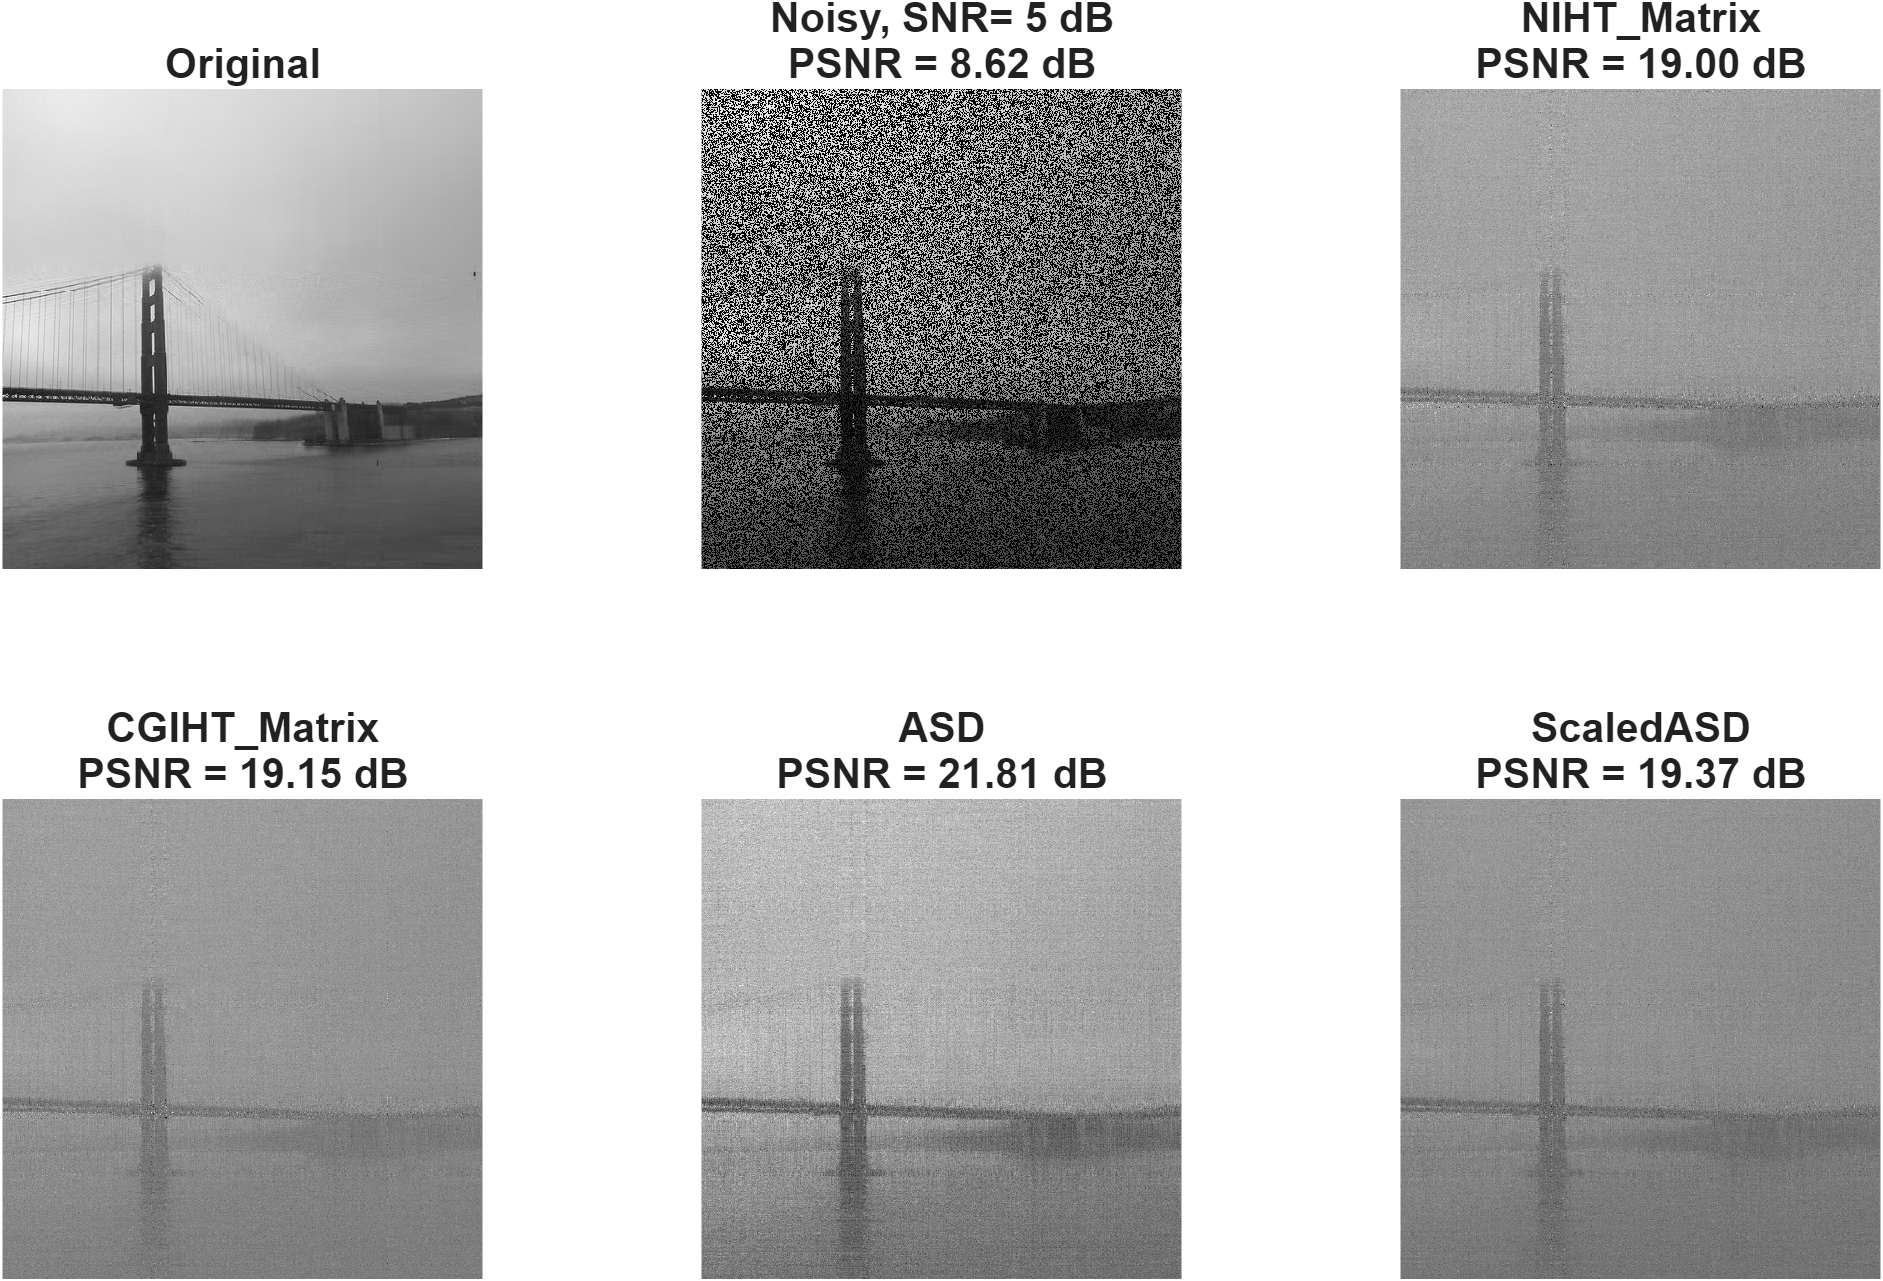 Original
Noisy, SNR= 5 dB
PSNR = 8.62 dB
NIHT_Matrix
PSNR = 19.00 dB
CGIHT_Matrix
PSNR = 19.15 dB
ASD
PSNR = 21.81 dB
ScaledASD
PSNR = 19.37 dB